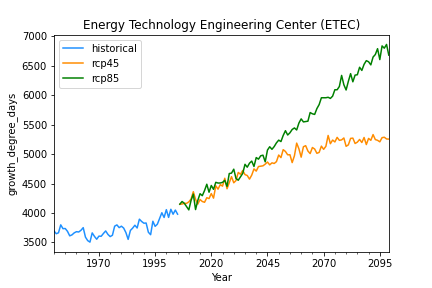 Energy Technology Engineering Center (ETEC)
historical
rcp45
rcp85
growth_degree_days
7000
6500
6000
5500
5000
4500
4000
3500
1970
1995
2020
2045
2070
2095
Year